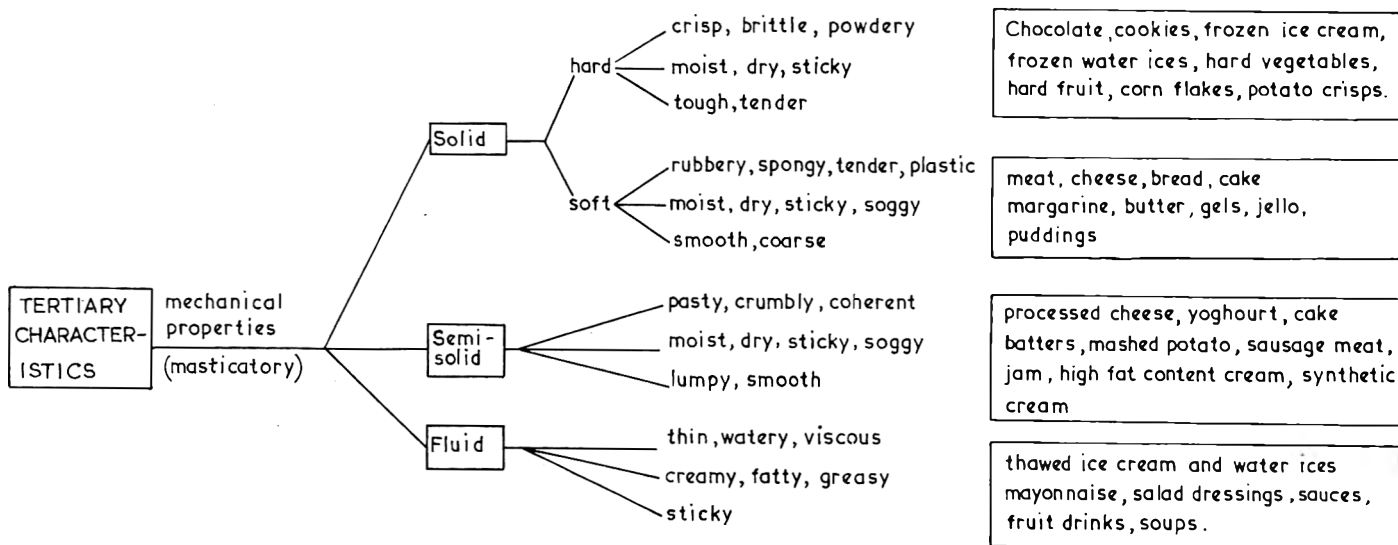 TERTIARY
CHARACTER-
ISTICS
mechanical
properties
(masticatory)
Solid
hard
crisp, brittle, powdery
moist, dry, sticky
tough, tender
Chocolate, cookies, frozen ice cream,
frozen water ices, hard vegetables,
hard fruit, corn flakes, potato crisps.
soft
rubbery, spongy, tender, plastic
moist, dry, sticky, soggy
smooth, coarse
meat, cheese, bread, cake
margarine, butter, gels, jello,
puddings
Semi-
solid
pasty, crumbly, coherent
moist, dry, sticky, soggy
lumpy, smooth
processed cheese, yoghourt, cake
batters, mashed potato, sausage meat,
jam, high fat content cream, synthetic
cream
Fluid
thin, watery, viscous
creamy, fatty, greasy
sticky
thawed ice cream and water ices
mayonnaise, salad dressings, sauces,
fruit drinks, soups.